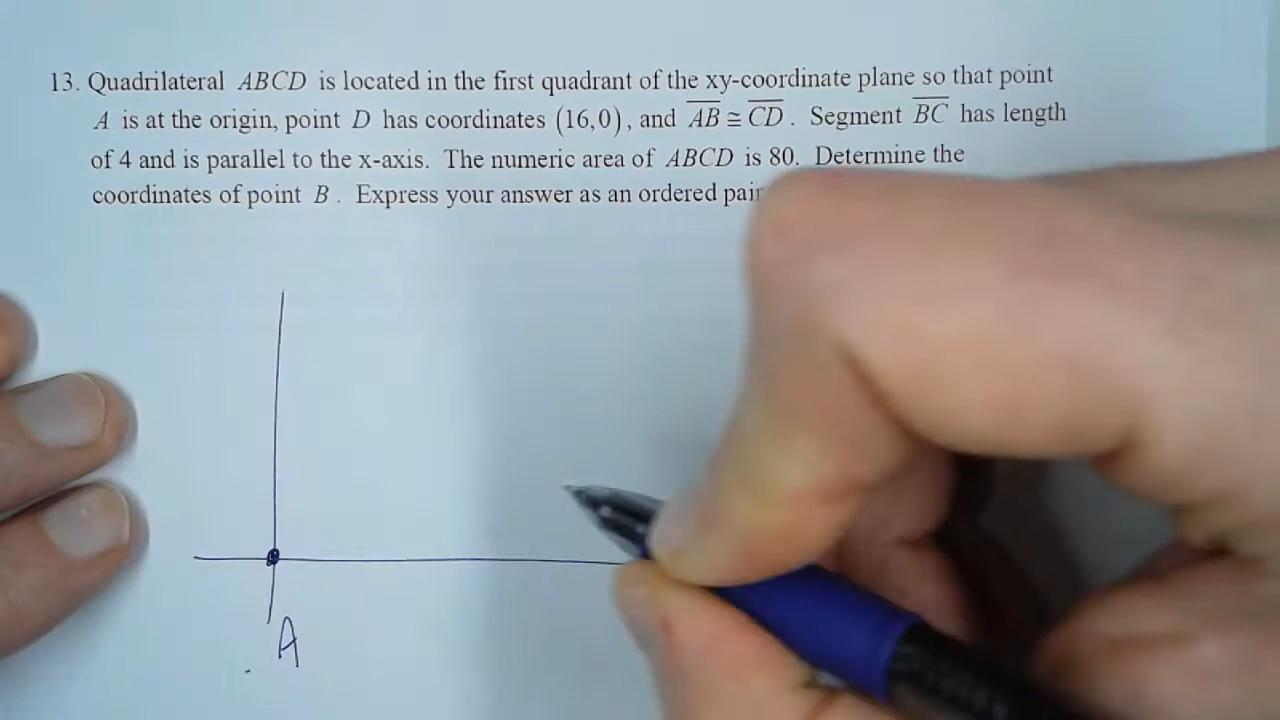 13. Quadrilateral ABCD is located in the first quadrant of the xy-coordinate plane so that point
A is at the origin, point D has coordinates (16,0), and \overline{AB} ≅ \overline{CD}. Segment \overline{BC} has length
of 4 and is parallel to the x-axis. The numeric area of ABCD is 80. Determine the
coordinates of point B. Express your answer as an ordered pair
A